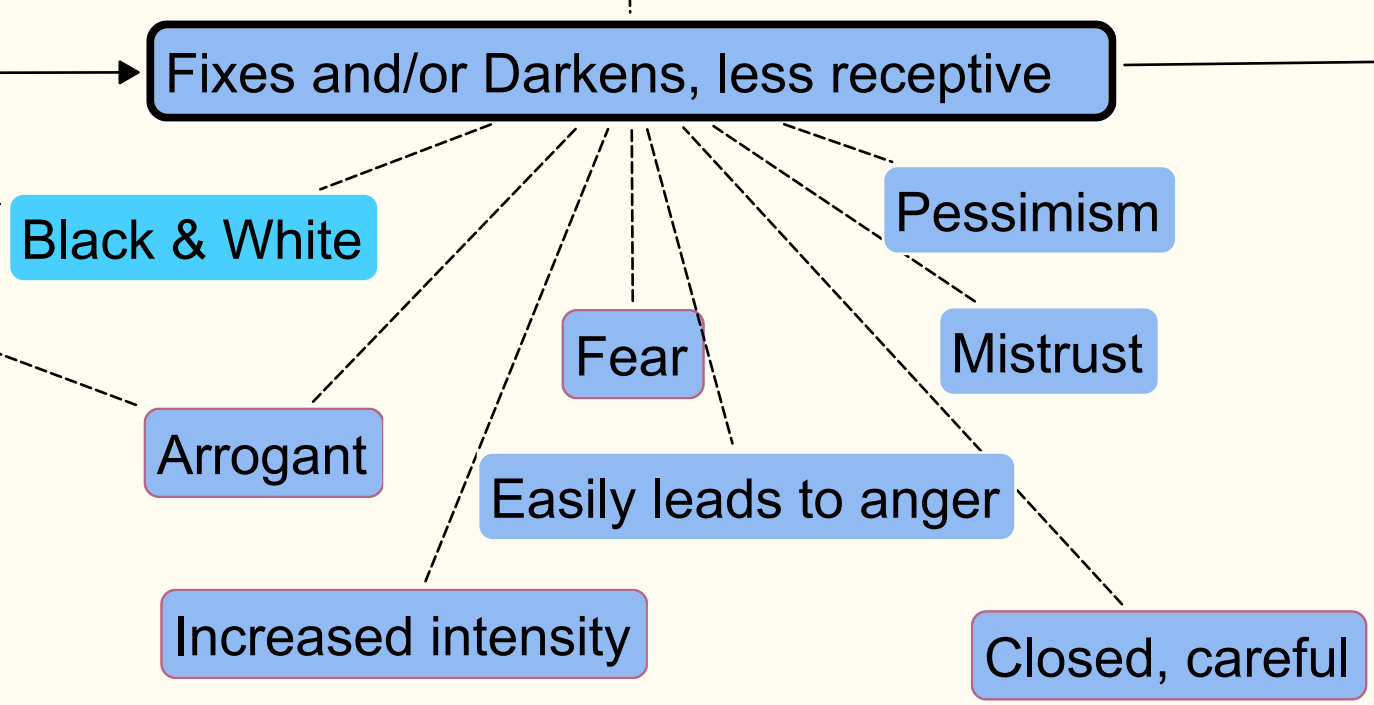 Fixes and/or Darkens, less receptive
Pessimism
Black & White
Mistrust
Fear
Arrogant
Easily leads to anger
Increased intensity
Closed, careful